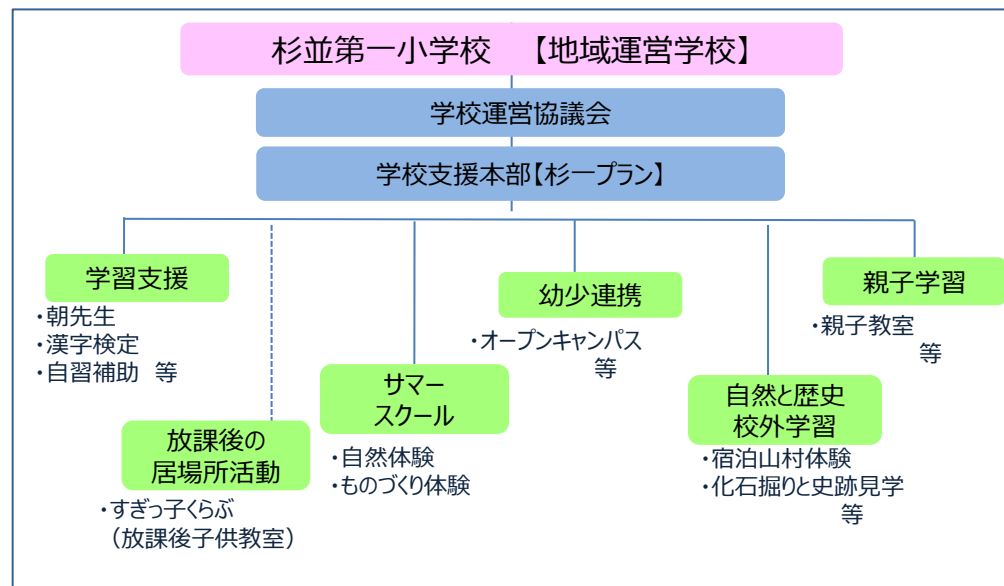 杉並第一小学校 【地域運営学校】
学校運営協議会
学校支援本部【杉一プラン】
学習支援
・朝先生
・漢字検定
・自習補助 等
放課後の
居場所活動
・すぎっ子くらぶ
（放課後子供教室）
サマー
スクール
・自然体験
・ものづくり体験
幼少連携
・オープンキャンパス
等
自然と歴史
校外学習
・宿泊山村体験
・化石掘りと史跡見学
等
親子学習
・親子教室
等